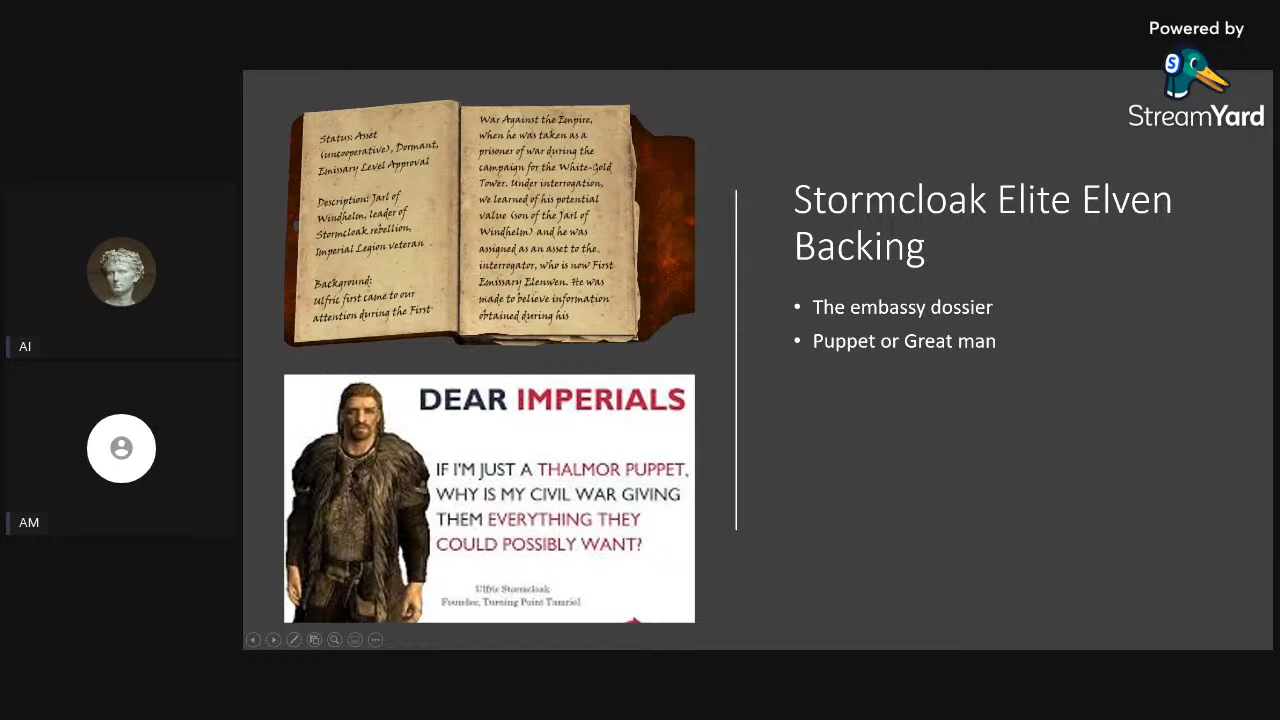 Powered by
StreamYard
Status: Asset
(uncooperative), Dormant,
Emissary Level Approval
Description: Jarl of
Windhelm, leader of
Stormcloak rebellion,
Imperial Legion veteran
Background:
Ulfric first came to our
attention during the First
War Against the Empire,
when he was taken as a
prisoner of war during the
campaign for the White-Gold
Tower. Under interrogation,
we learned of his potential
value (son of the Jarl of
Windhelm) and he was
assigned as an asset to the
interrogator, who is now First
Emissary Elenwen. He was
made to believe information
obtained during his
Stormcloak Elite Elven
Backing
• The embassy dossier
• Puppet or Great man
DEAR IMPERIALS
IF I'M JUST A THALMOR PUPPET,
WHY IS MY CIVIL WAR GIVING
THEM EVERYTHING THEY
COULD POSSIBLY WANT?
Ulfric Stormcloak
Founder, Turning Point Tamriel
AI
AM